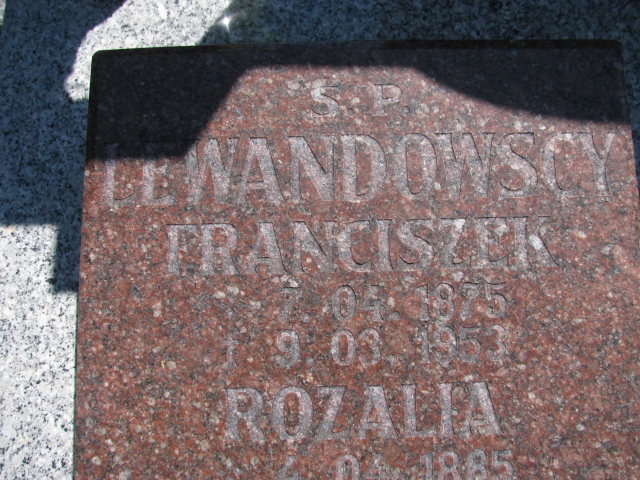 Ś. P.
LEWANDOWSCY
FRANCISZEK
* 7. 04. 1875
† 9. 03. 1953
ROZALIA
* 4. 04. 1885